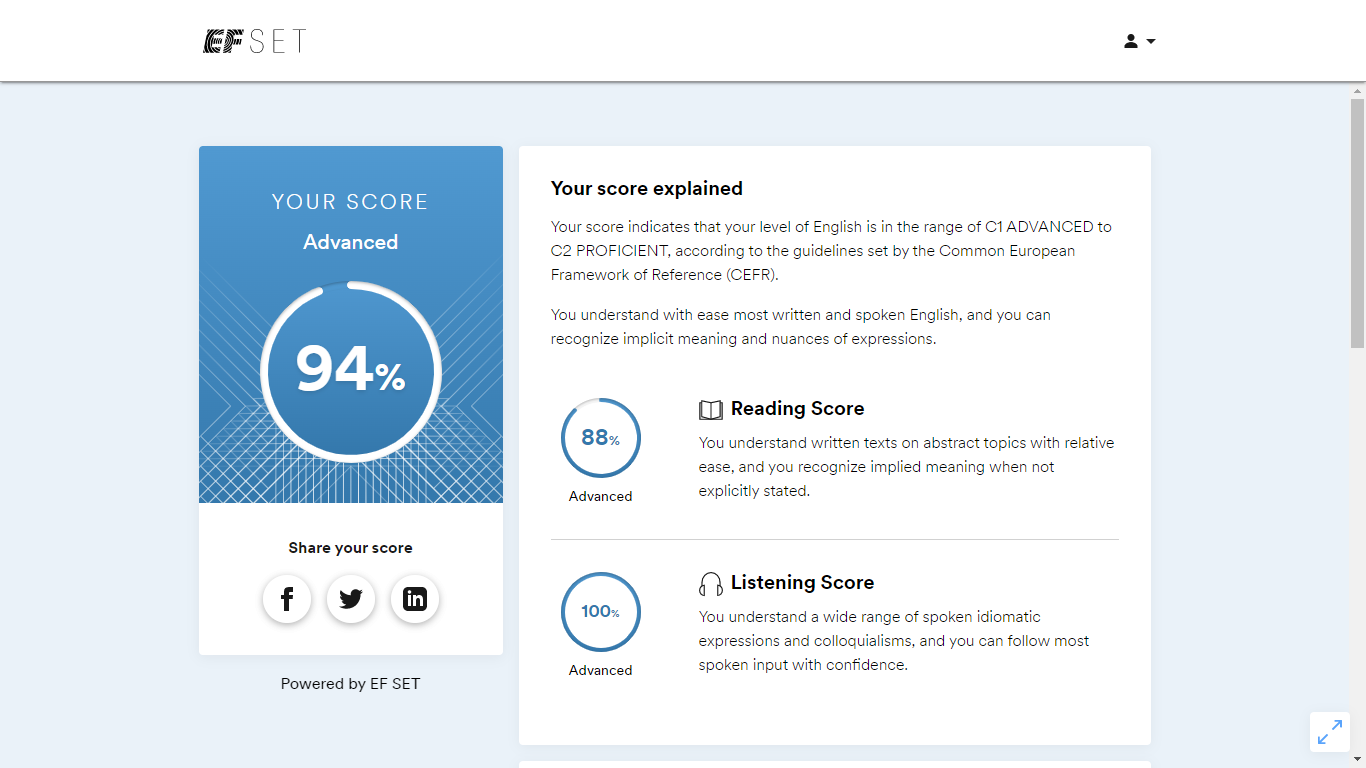 EF SET
YOUR SCORE
Advanced
94%
Share your score
Powered by EF SET
Your score explained
Your score indicates that your level of English is in the range of C1 ADVANCED to
C2 PROFICIENT, according to the guidelines set by the Common European
Framework of Reference (CEFR).
You understand with ease most written and spoken English, and you can
recognize implicit meaning and nuances of expressions.
88%
Advanced
Reading Score
You understand written texts on abstract topics with relative
ease, and you recognize implied meaning when not
explicitly stated.
100%
Advanced
Listening Score
You understand a wide range of spoken idiomatic
expressions and colloquialisms, and you can follow most
spoken input with confidence.